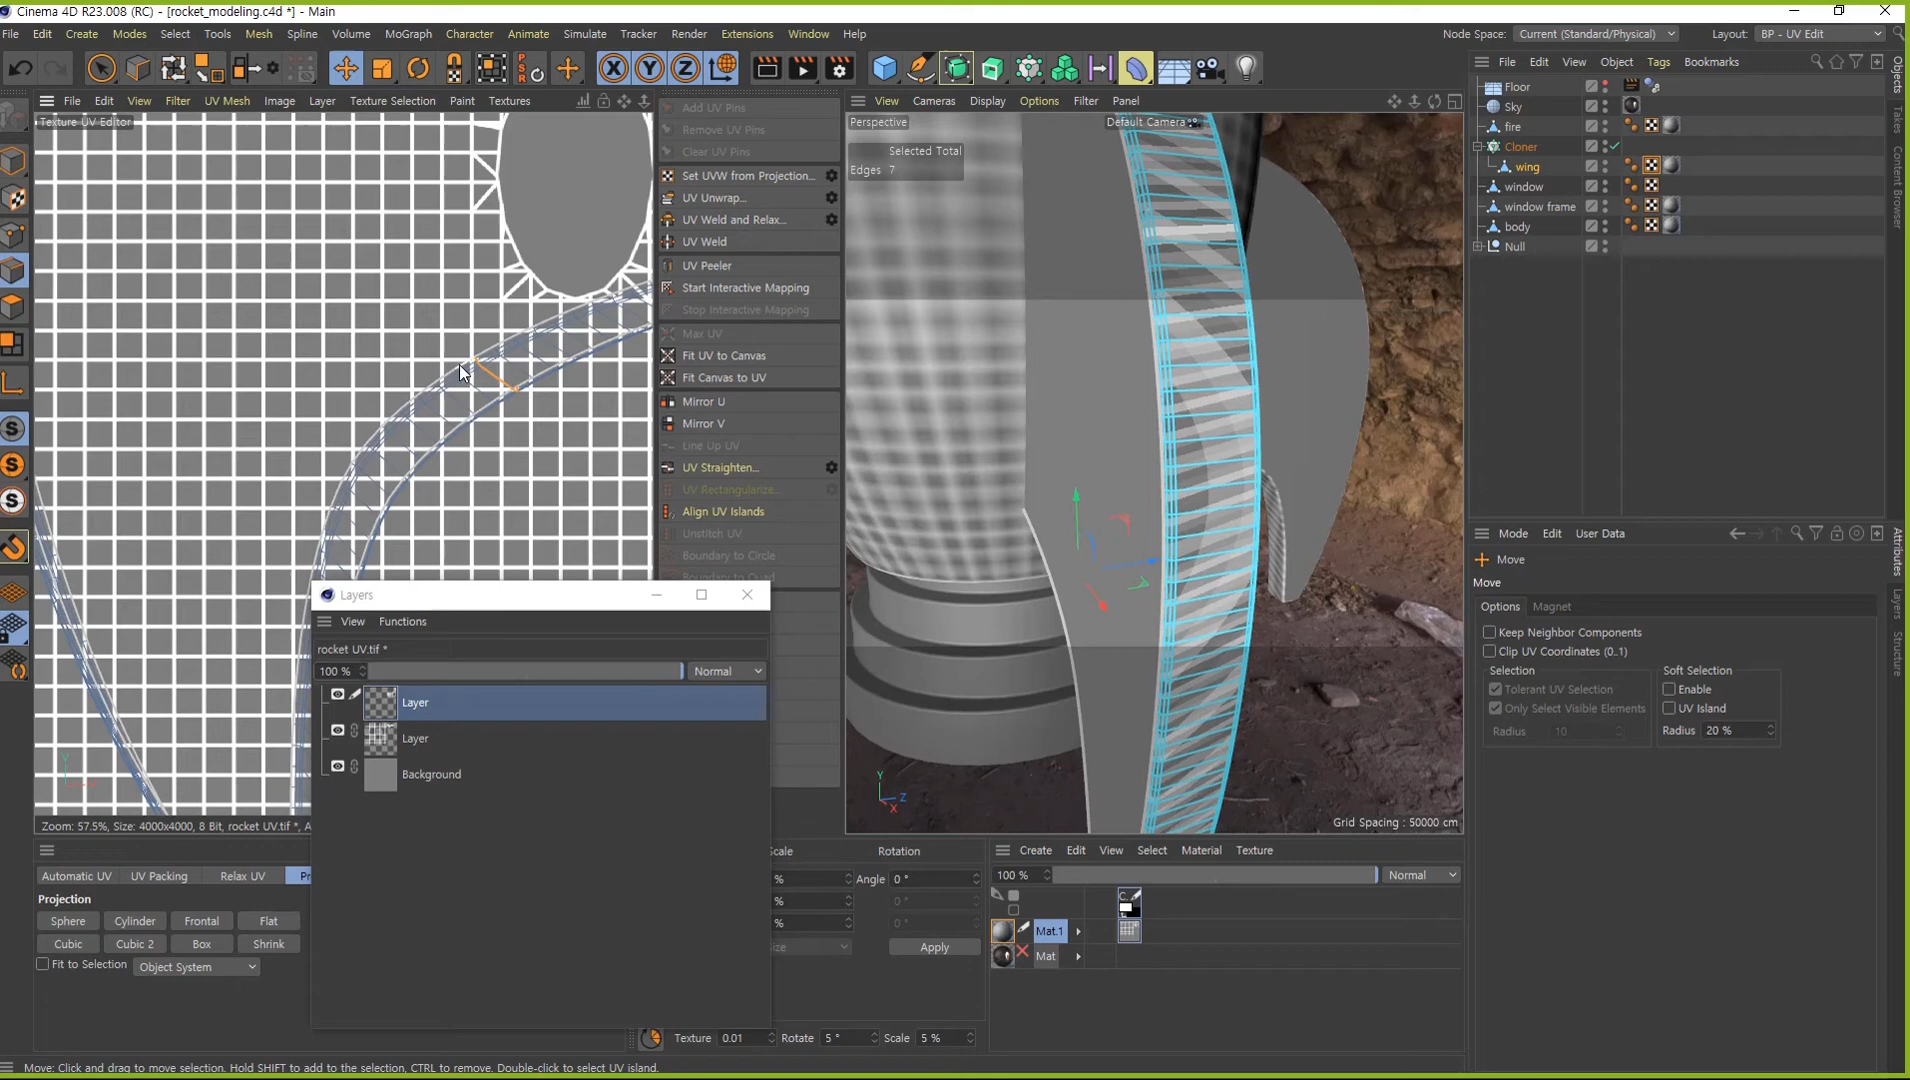 Cinema 4D R23.008 (RC) - [rocket_modeling.c4d *] - Main
File Edit Create Modes Select Tools Mesh Spline Volume MoGraph Character Animate Simulate Tracker Render Extensions Window Help
Node Space: Current (Standard/Physical) Layout: BP - UV Edit
X Y Z
File Edit View Filter UV Mesh Image Layer Texture Selection Paint Textures
Texture UV Editor
Add UV Pins
Remove UV Pins
Clear UV Pins
Set UVW from Projection...
UV Unwrap...
UV Weld and Relax...
UV Weld
UV Peeler
Start Interactive Mapping
Stop Interactive Mapping
Max UV
Fit UV to Canvas
Fit Canvas to UV
Mirror U
Mirror V
Line Up UV
UV Straighten...
UV Rectangularize...
Align UV Islands
Unstitch UV
Boundary to Circle
Boundary to Quad
View Cameras Display Options Filter Panel
Perspective
Default Camera
Selected Total
Edges 7
Grid Spacing : 50000 cm
File Edit View Object Tags Bookmarks
Floor
Sky
fire
Cloner
wing
window
window frame
body
Null
Objects
Takes
Content Browser
Mode Edit User Data
Move
Move
Options Magnet
Keep Neighbor Components
Clip UV Coordinates (0..1)
Selection
Tolerant UV Selection
Only Select Visible Elements
Radius 10
Soft Selection
Enable
UV Island
Radius 20 %
Attributes
Layers
Structure
Layers
View Functions
rocket UV.tif *
100 % Normal
Layer
Layer
Background
Zoom: 57.5%, Size: 4000x4000, 8 Bit, rocket UV.tif *, A
Automatic UV UV Packing Relax UV
Projection
Sphere Cylinder Frontal Flat
Cubic Cubic 2 Box Shrink
Fit to Selection Object System
Scale Rotation
% Angle 0 °
% 0 °
% 0 °
Apply
Texture 0.01 Rotate 5 ° Scale 5 %
Create Edit View Select Material Texture
100 % Normal
Mat.1
Mat
Move: Click and drag to move selection. Hold SHIFT to add to the selection, CTRL to remove. Double-click to select UV island.